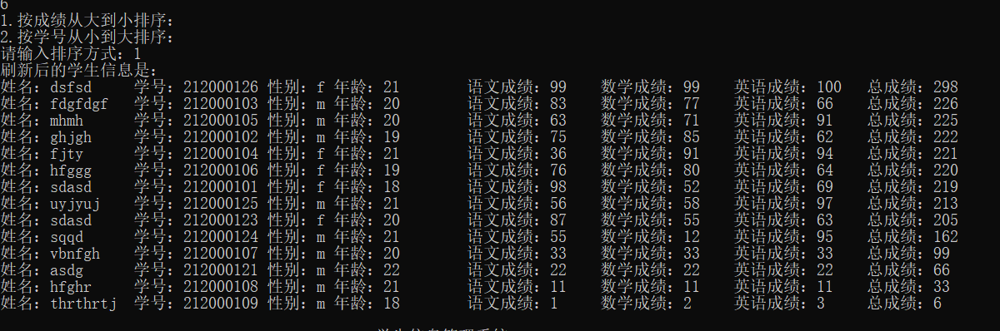 6
1.按成绩从大到小排序：
2.按学号从小到大排序：
请输入排序方式：1
刷新后的学生信息是：
姓名：dsfsd 学号：212000126 性别：f 年龄：21 语文成绩：99 数学成绩：99 英语成绩：100 总成绩：298
姓名：fdgfdgf 学号：212000103 性别：m 年龄：20 语文成绩：83 数学成绩：77 英语成绩：66 总成绩：226
姓名：mhmh 学号：212000105 性别：m 年龄：20 语文成绩：63 数学成绩：71 英语成绩：91 总成绩：225
姓名：ghjgh 学号：212000102 性别：m 年龄：19 语文成绩：75 数学成绩：85 英语成绩：62 总成绩：222
姓名：fjty 学号：212000104 性别：f 年龄：21 语文成绩：36 数学成绩：91 英语成绩：94 总成绩：221
姓名：hfggg 学号：212000106 性别：f 年龄：19 语文成绩：76 数学成绩：80 英语成绩：64 总成绩：220
姓名：sdasd 学号：212000101 性别：f 年龄：18 语文成绩：98 数学成绩：52 英语成绩：69 总成绩：219
姓名：uyjyuj 学号：212000125 性别：m 年龄：21 语文成绩：56 数学成绩：58 英语成绩：97 总成绩：213
姓名：sdasd 学号：212000123 性别：f 年龄：20 语文成绩：87 数学成绩：55 英语成绩：63 总成绩：205
姓名：sqqd 学号：212000124 性别：m 年龄：21 语文成绩：55 数学成绩：12 英语成绩：95 总成绩：162
姓名：vbnfgh 学号：212000107 性别：m 年龄：20 语文成绩：33 数学成绩：33 英语成绩：33 总成绩：99
姓名：asdg 学号：212000121 性别：m 年龄：22 语文成绩：22 数学成绩：22 英语成绩：22 总成绩：66
姓名：hfghr 学号：212000108 性别：m 年龄：21 语文成绩：11 数学成绩：11 英语成绩：11 总成绩：33
姓名：thrthrtj 学号：212000109 性别：m 年龄：18 语文成绩：1 数学成绩：2 英语成绩：3 总成绩：6